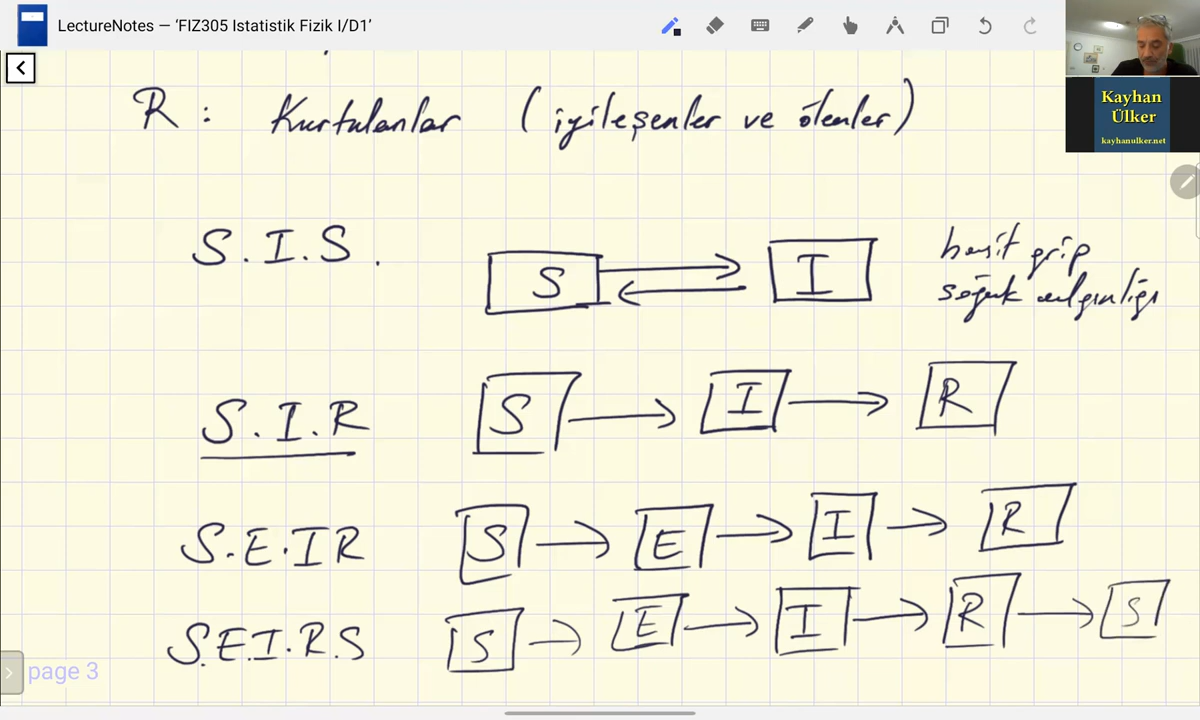 LectureNotes — ‘FIZ305 Istatistik Fizik I/D1’
Kayhan
Ülker
kayhanulker.net
R : Kurtulanlar (iyileşenler ve ölenler)
S.I.S. S I basit grip
soğuk algınlığı
S.I.R S I R
S.E.I R S E I R
S.E.I.R.S S E I R S
page 3